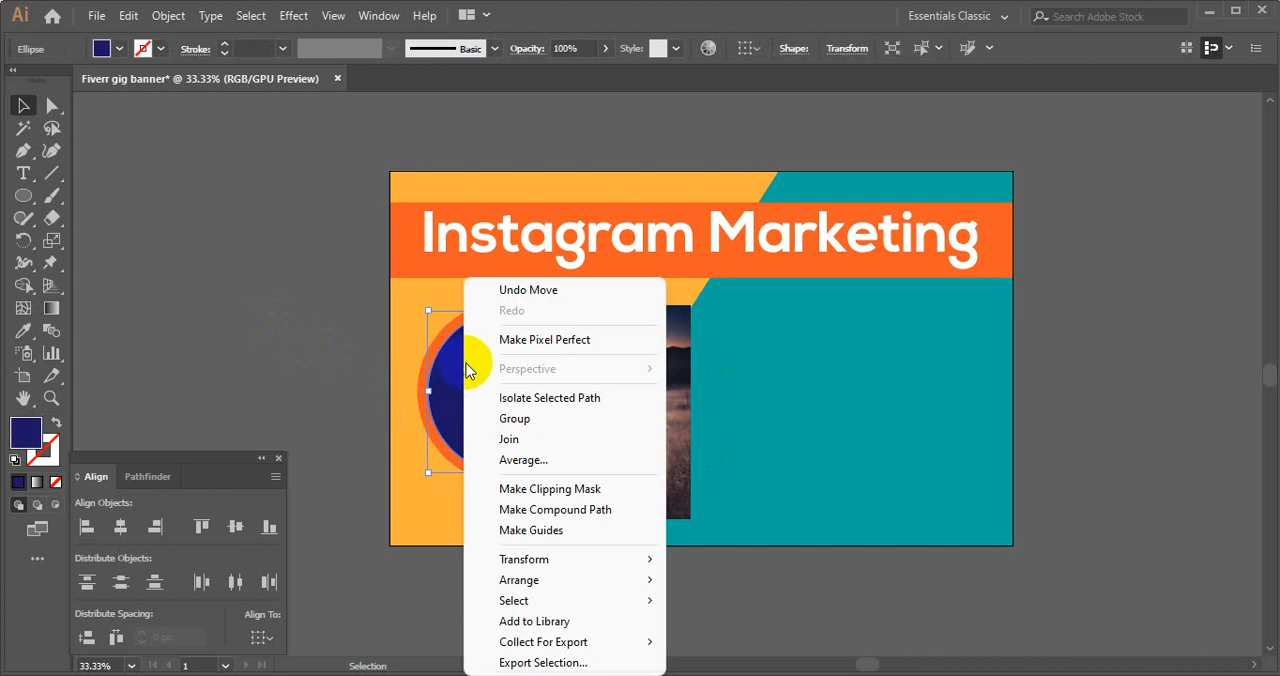 Ai File Edit Object Type Select Effect View Window Help Essentials Classic Search Adobe Stock
Ellipse Stroke: Basic Opacity: 100% Style: Shape: Transform
Fiverr gig banner* @ 33.33% (RGB/GPU Preview)
Instagram Marketing
Undo Move
Redo
Make Pixel Perfect
Perspective
Isolate Selected Path
Group
Join
Average...
Make Clipping Mask
Make Compound Path
Make Guides
Transform
Arrange
Select
Add to Library
Collect For Export
Export Selection...
Align Pathfinder
Align Objects:
Distribute Objects:
Distribute Spacing: Align To:
0 px
33.33% 1 Selection